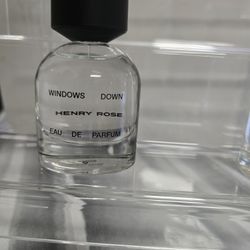 WINDOWS DOWN
HENRY ROSE
EAU DE PARFUM